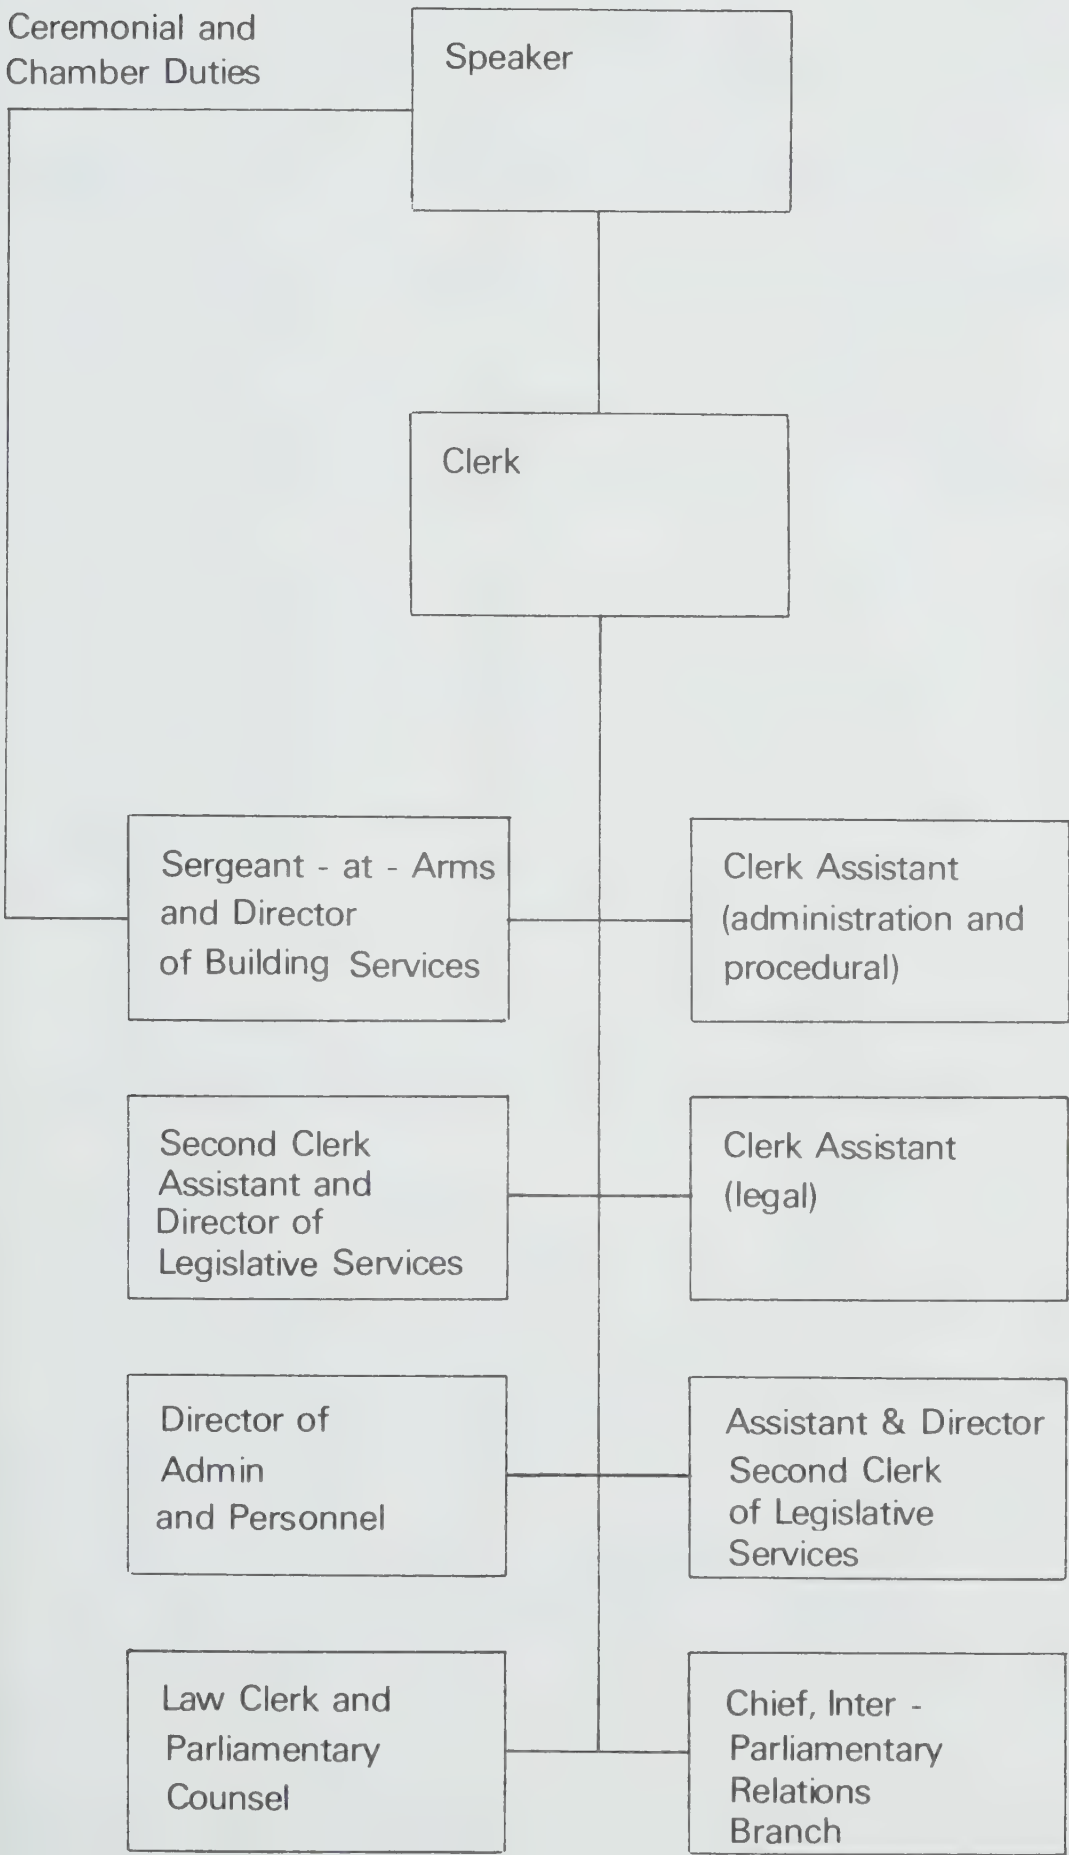 Ceremonial and
Chamber Duties
Speaker
Clerk
Sergeant - at - Arms
and Director
of Building Services
Clerk Assistant
(administration and
procedural)
Second Clerk
Assistant and
Director of
Legislative Services
Clerk Assistant
(legal)
Director of
Admin
and Personnel
Assistant & Director
Second Clerk
of Legislative
Services
Law Clerk and
Parliamentary
Counsel
Chief, Inter -
Parliamentary
Relations
Branch